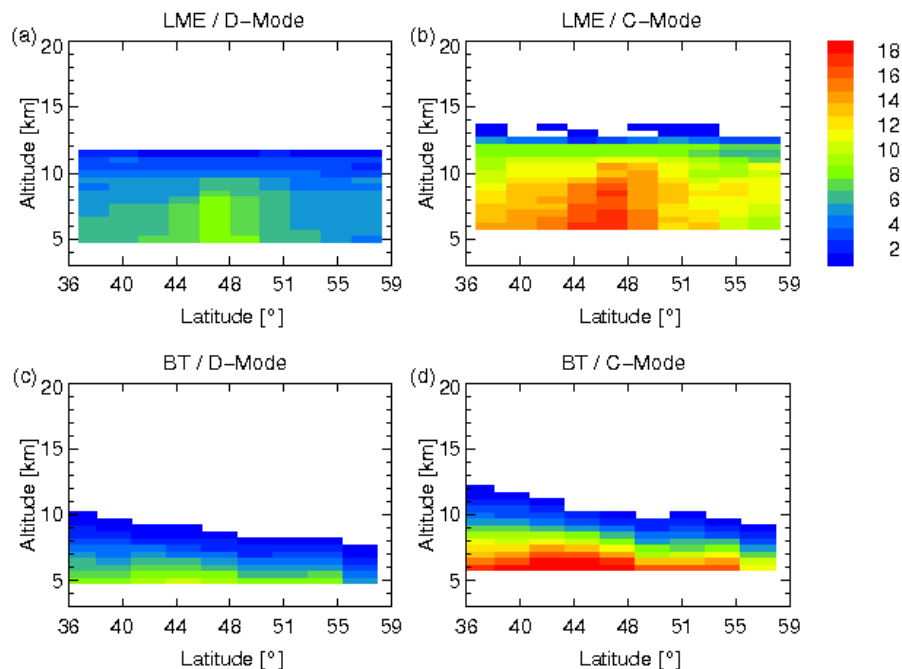 LME / D-Mode
(a)
20
15
10
5
Altitude [km]
36 40 44 48 51 55 59
Latitude [º]
LME / C-Mode
(b)
20
15
10
5
Altitude [km]
36 40 44 48 51 55 59
Latitude [º]
18
16
14
12
10
8
6
4
2
BT / D-Mode
(c)
20
15
10
5
Altitude [km]
36 40 44 48 51 55 59
Latitude [º]
BT / C-Mode
(d)
20
15
10
5
Altitude [km]
36 40 44 48 51 55 59
Latitude [º]